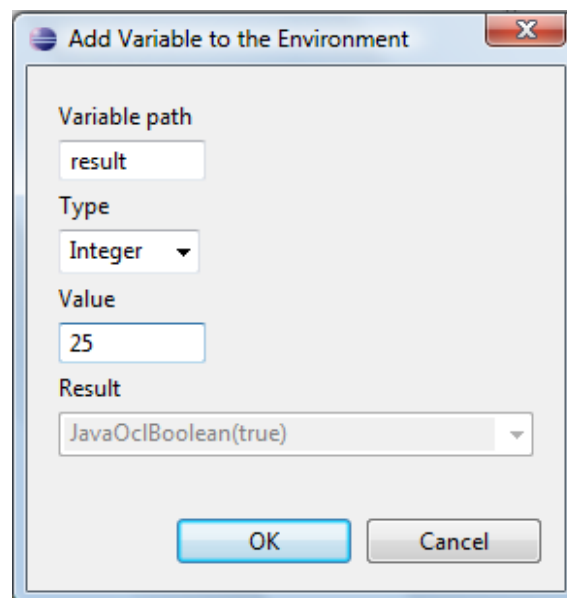 Add Variable to the Environment
Variable path
result
Type
Integer
Value
25
Result
JavaOclBoolean(true)
OK Cancel